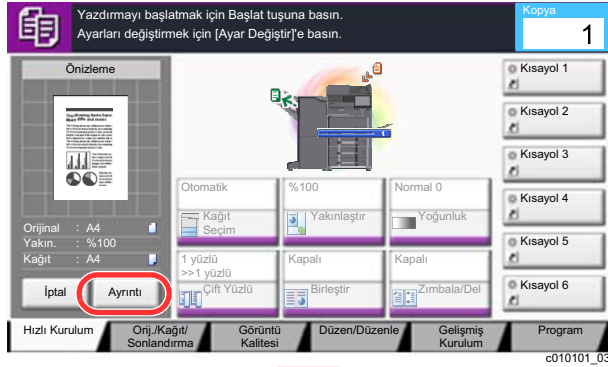 Yazdırmayı başlatmak için Başlat tuşuna basın.
Ayarları değiştirmek için [Ayar Değiştir]'e basın.
Kopya
1
Önizleme
Orijinal : A4
Yakın. : %100
Kağıt : A4
İptal
Ayrıntı
Otomatik
Kağıt
Seçim
%100
Yakınlaştır
Normal 0
Yoğunluk
1 yüzlü
>>1 yüzlü
Çift Yüzlü
Kapalı
Birleştir
Kapalı
Zımbala/Del
Kısayol 1
Kısayol 2
Kısayol 3
Kısayol 4
Kısayol 5
Kısayol 6
Hızlı Kurulum
Orij./Kağıt/
Sonlandırma
Görüntü
Kalitesi
Düzen/Düzenle
Gelişmiş
Kurulum
Program
c010101_03